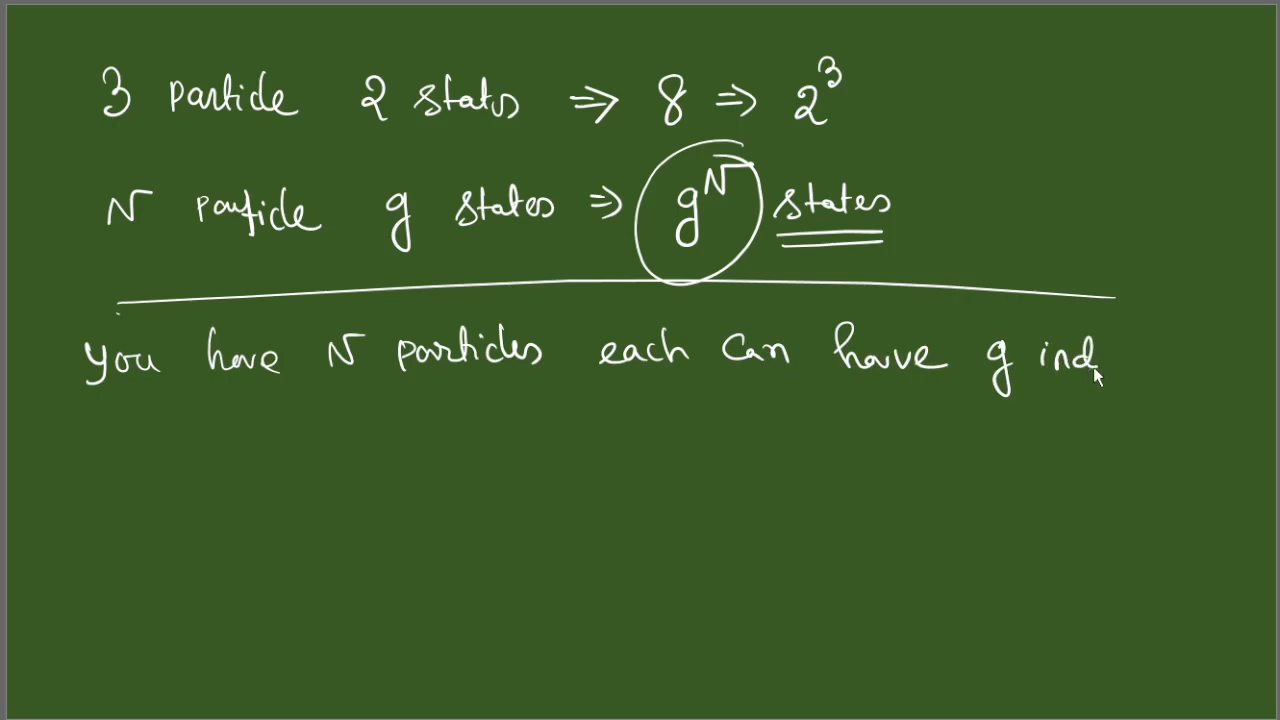 3 particle 2 states ⇒ 8 ⇒ 2³
N particle g states ⇒ g^N states
you have N particles each can have g ind